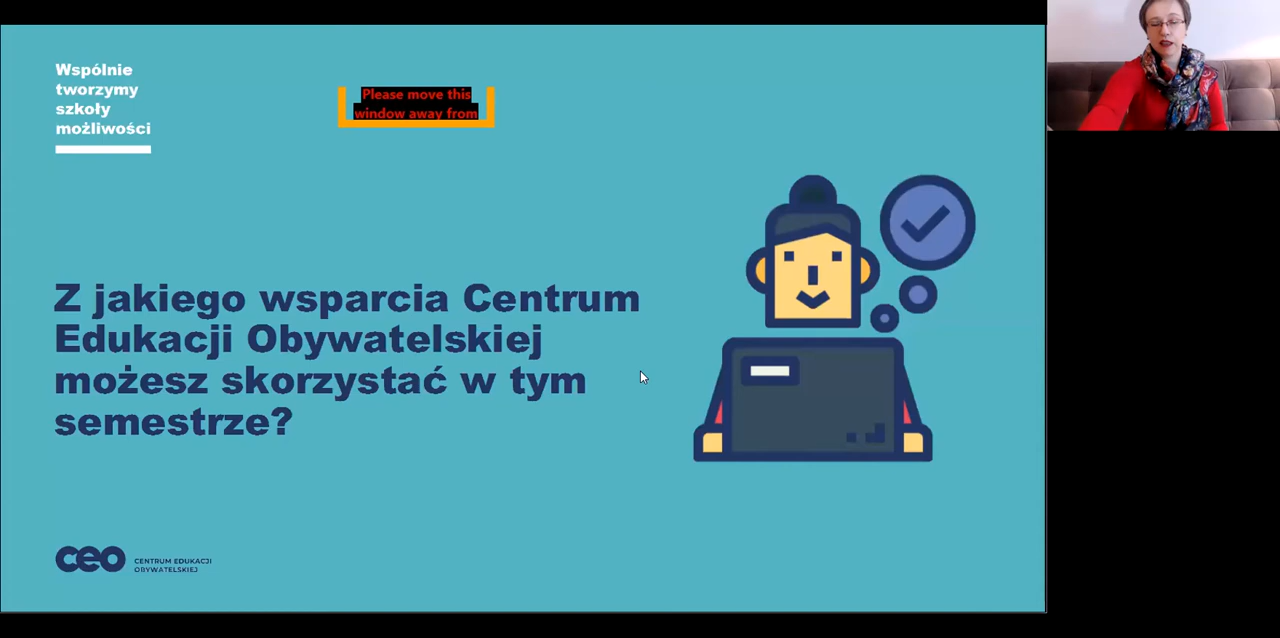 Wspólnie
tworzymy
szkoły
możliwości
Please move this
window away from
Z jakiego wsparcia Centrum
Edukacji Obywatelskiej
możesz skorzystać w tym
semestrze?
ceo
CENTRUM EDUKACJI
OBYWATELSKIEJ